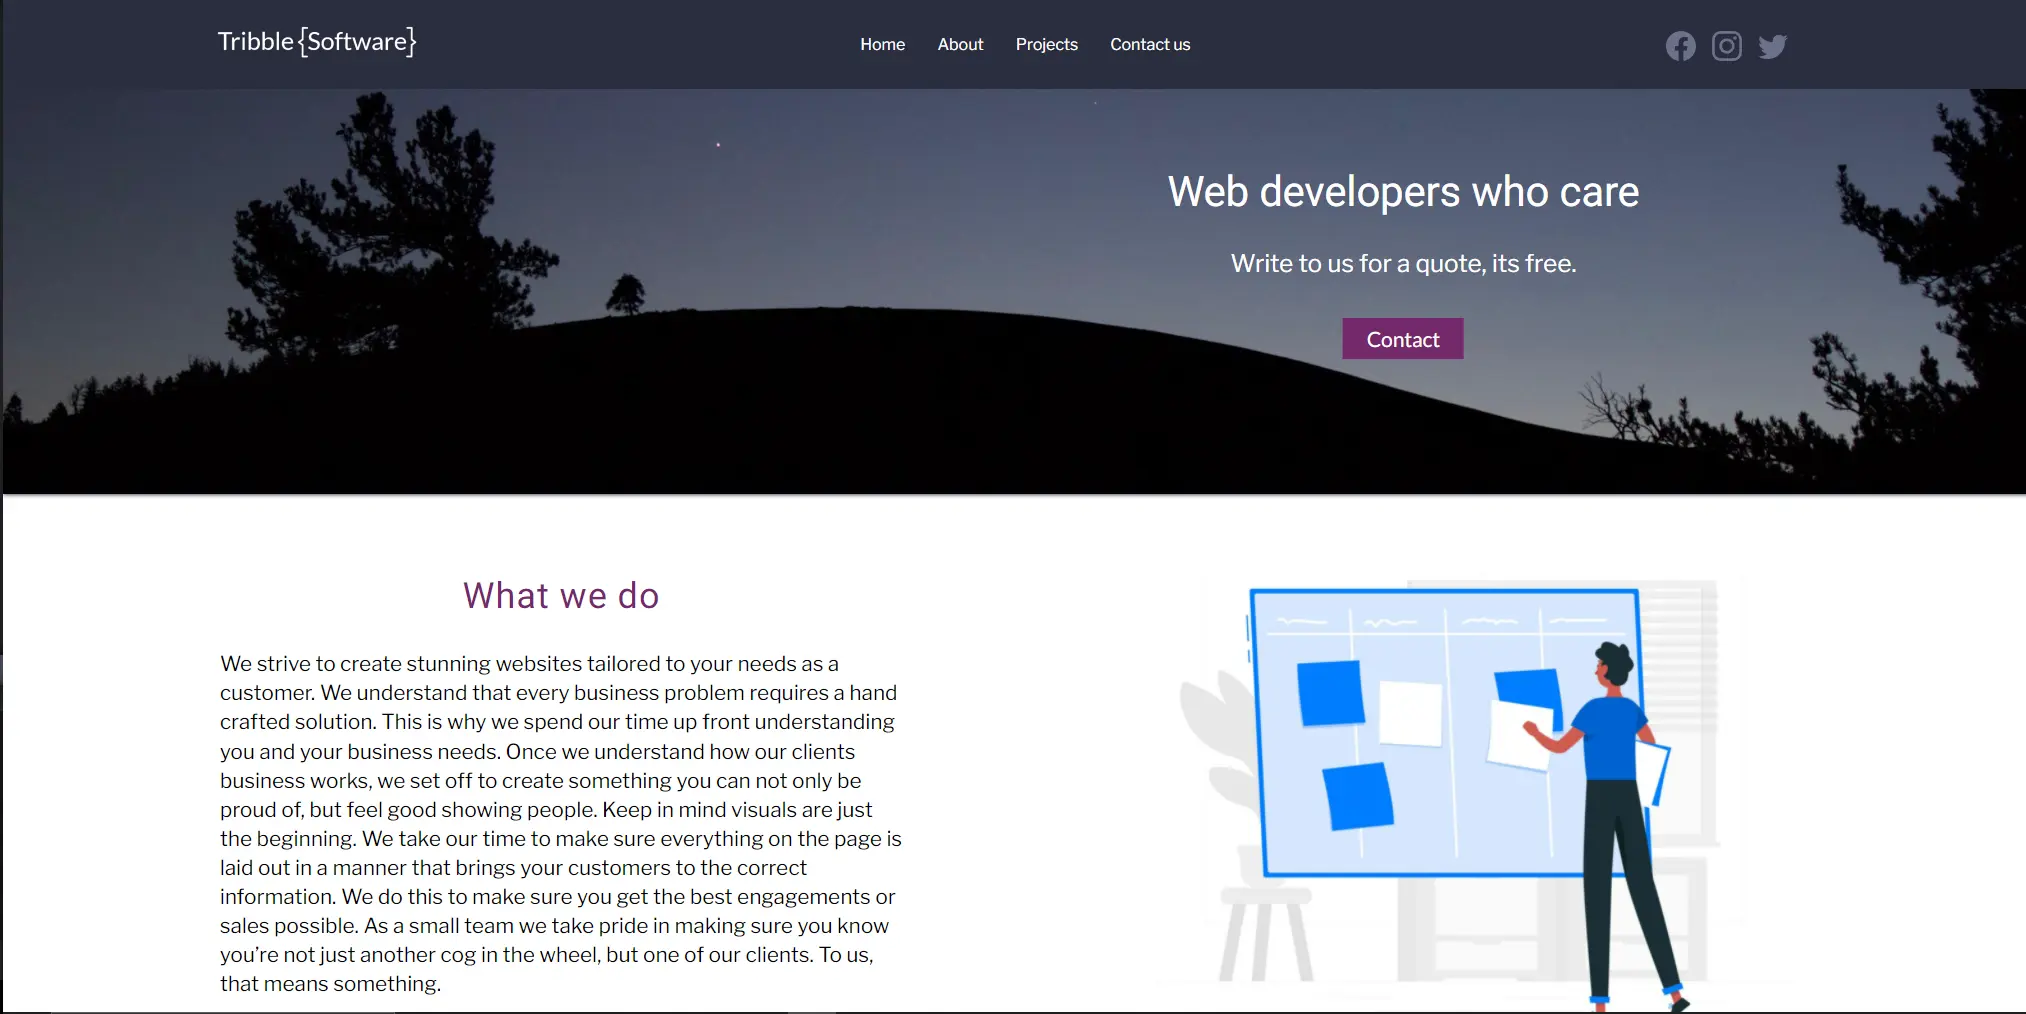 Tribble {Software}
Home About Projects Contact us
Web developers who care
Write to us for a quote, its free.
Contact
What we do
We strive to create stunning websites tailored to your needs as a
customer. We understand that every business problem requires a hand
crafted solution. This is why we spend our time up front understanding
you and your business needs. Once we understand how our clients
business works, we set off to create something you can not only be
proud of, but feel good showing people. Keep in mind visuals are just
the beginning. We take our time to make sure everything on the page is
laid out in a manner that brings your customers to the correct
information. We do this to make sure you get the best engagements or
sales possible. As a small team we take pride in making sure you know
you’re not just another cog in the wheel, but one of our clients. To us,
that means something.